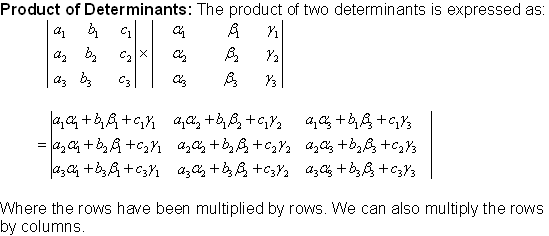 Product of Determinants: The product of two determinants is expressed as:
| a₁ b₁ c₁ | × | α₁ β₁ γ₁ |
| a₂ b₂ c₂ | | α₂ β₂ γ₂ |
| a₃ b₃ c₃ | | α₃ β₃ γ₃ |
| a₁α₁+b₁β₁+c₁γ₁ a₁α₂+b₁β₂+c₁γ₂ a₁α₃+b₁β₃+c₁γ₃ |
= | a₂α₁+b₂β₁+c₂γ₁ a₂α₂+b₂β₂+c₂γ₂ a₂α₃+b₂β₃+c₂γ₃ |
| a₃α₁+b₃β₁+c₃γ₁ a₃α₂+b₃β₂+c₃γ₂ a₃α₃+b₃β₃+c₃γ₃ |
Where the rows have been multiplied by rows. We can also multiply the rows
by columns.